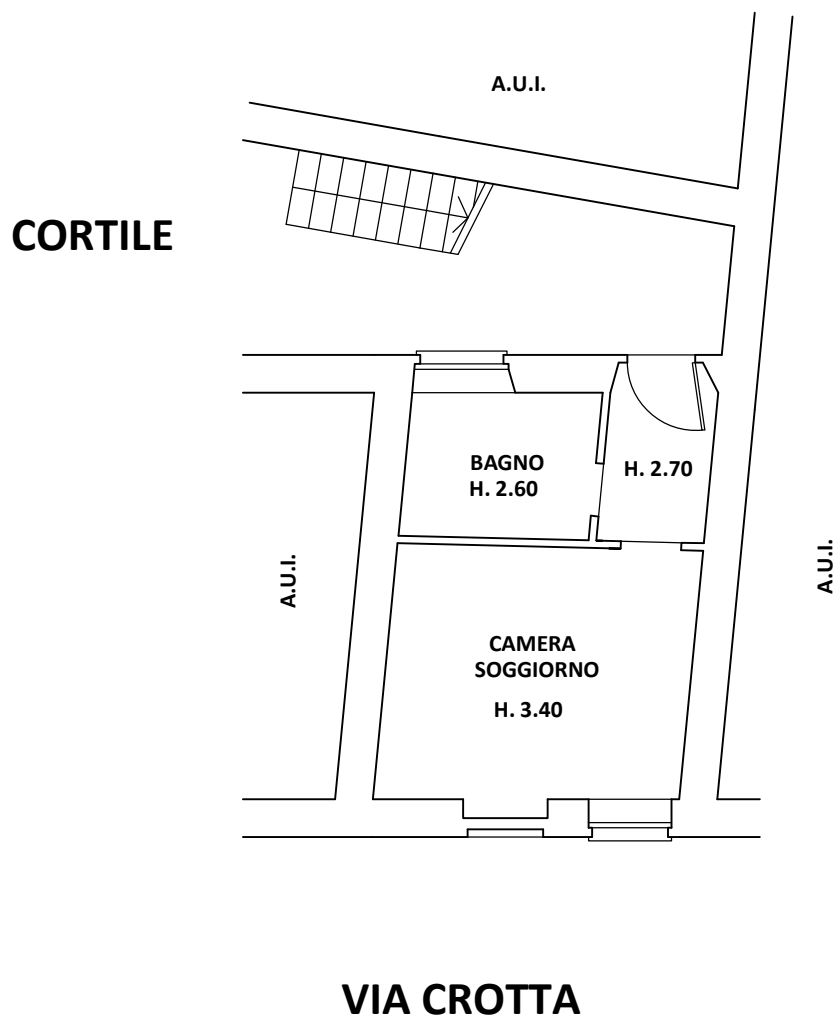 A.U.I.
CORTILE
BAGNO
H. 2.60
H. 2.70
A.U.I.
A.U.I.
CAMERA
SOGGIORNO
H. 3.40
VIA CROTTA